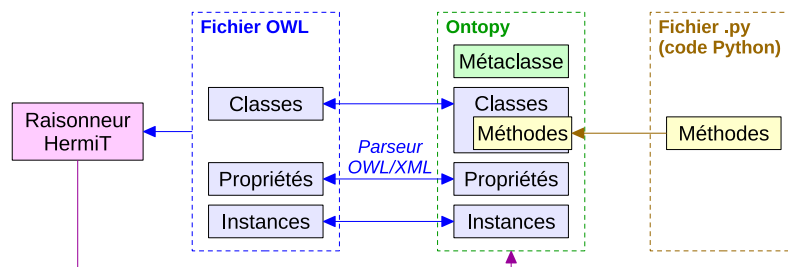 Fichier OWL
Ontopy
Fichier .py
(code Python)
Métaclasse
Classes
Classes
Raisonneur
HermiT
Méthodes
Méthodes
Parseur
OWL/XML
Propriétés
Propriétés
Instances
Instances